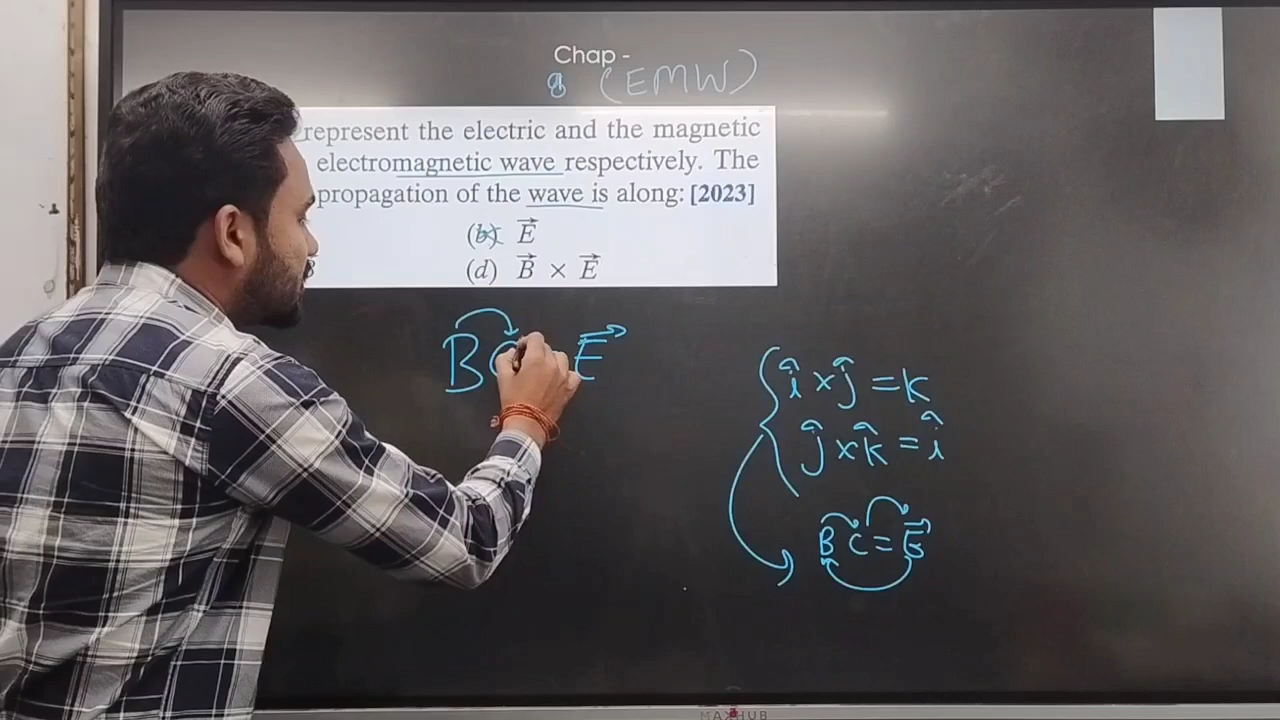 Chap -
8 (EMW)
represent the electric and the magnetic
electromagnetic wave respectively. The
propagation of the wave is along: [2023]
(b) E⃗
(d) B⃗ × E⃗
B E⃗
î × ĵ = k
ĵ × k̂ = î
B C = E⃗
MAXHUB